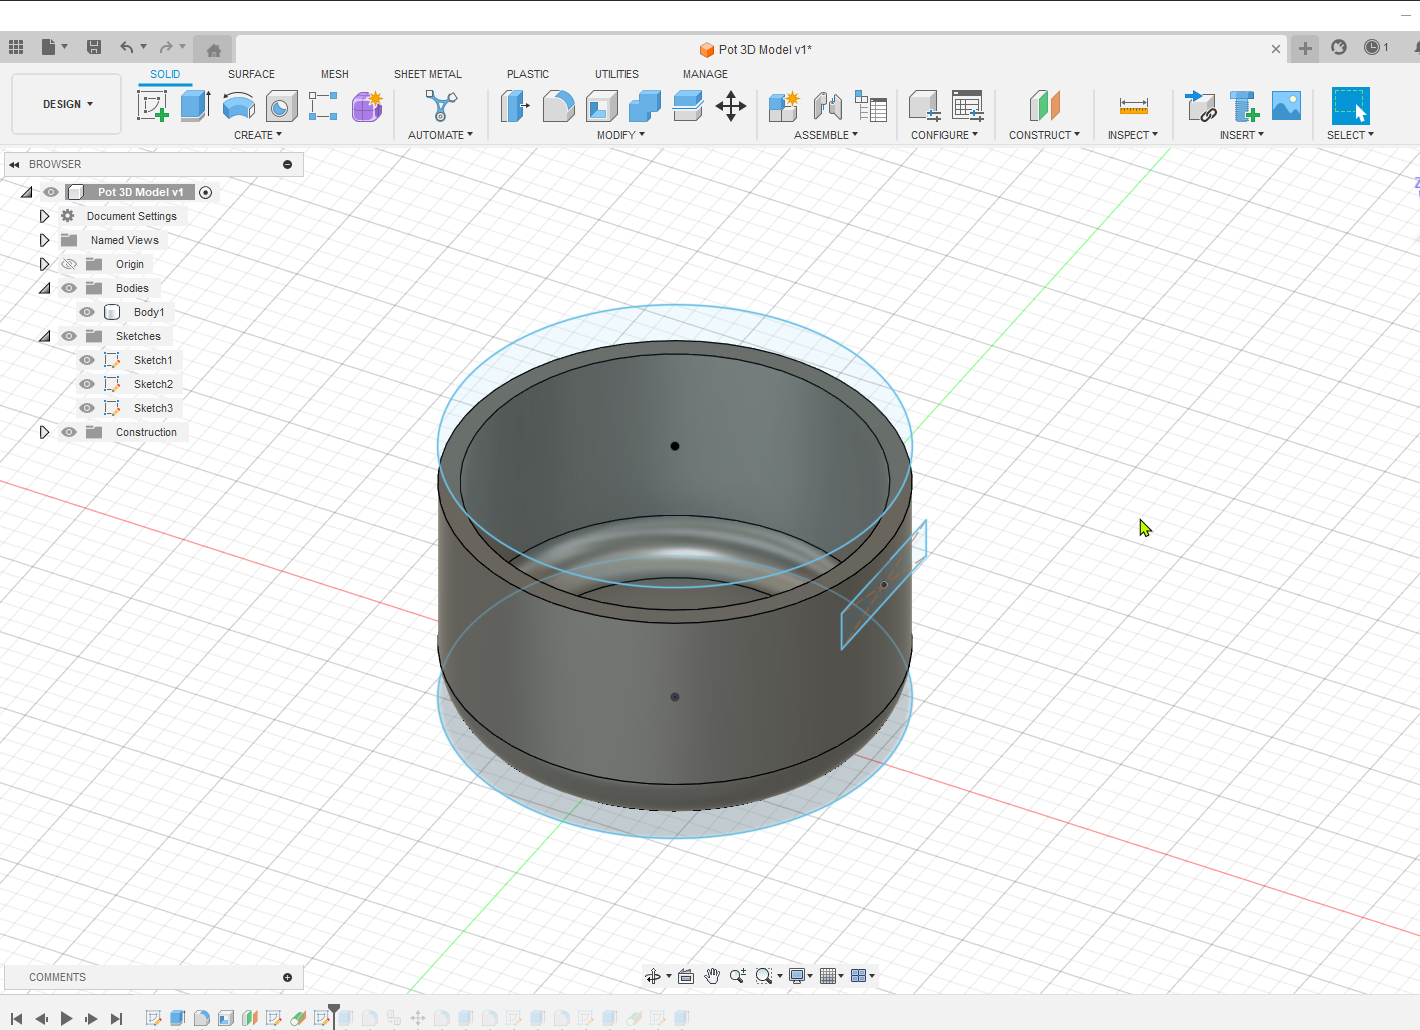 Pot 3D Model v1*
1
SOLID SURFACE MESH SHEET METAL PLASTIC UTILITIES MANAGE
DESIGN
CREATE AUTOMATE MODIFY ASSEMBLE CONFIGURE CONSTRUCT INSPECT INSERT SELECT
BROWSER
Pot 3D Model v1
Document Settings
Named Views
Origin
Bodies
Body1
Sketches
Sketch1
Sketch2
Sketch3
Construction
Z
COMMENTS